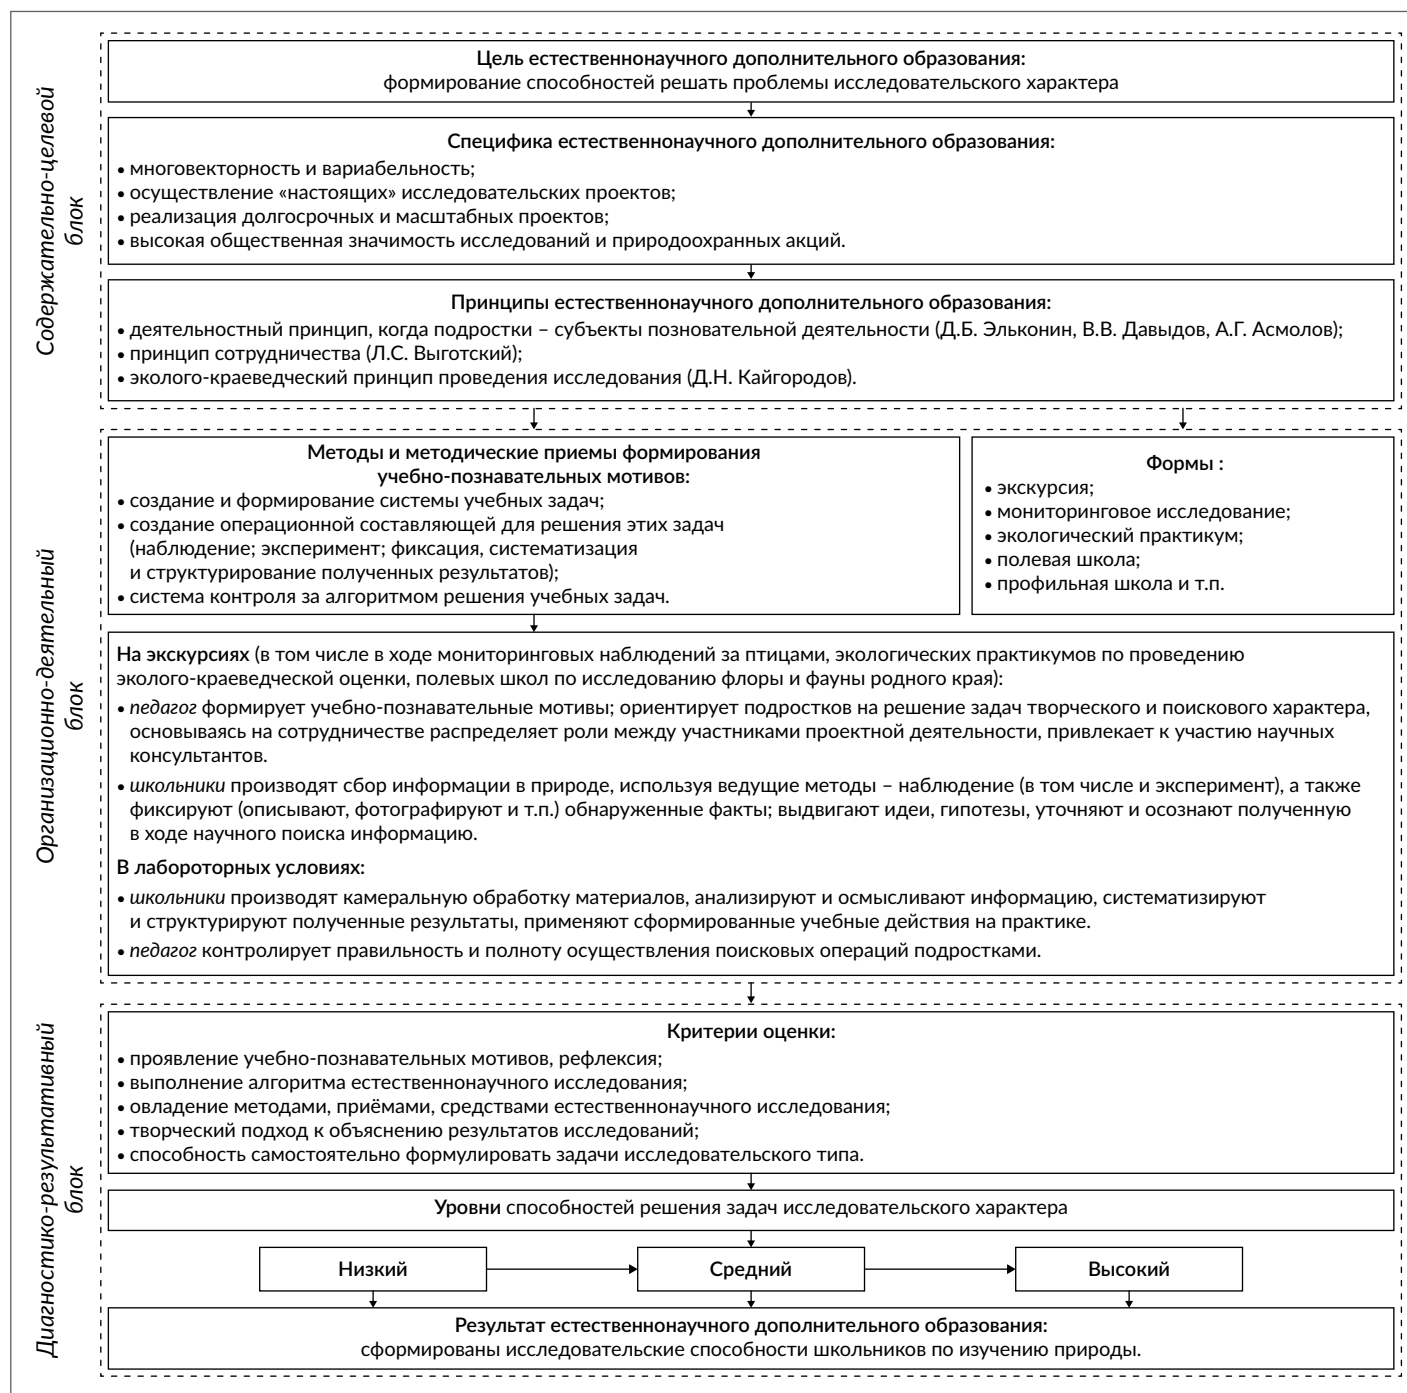 Содержательно-целевой
блок
Цель естественнонаучного дополнительного образования:
формирование способностей решать проблемы исследовательского характера
Специфика естественнонаучного дополнительного образования:
• многовекторность и вариабельность;
• осуществление «настоящих» исследовательских проектов;
• реализация долгосрочных и масштабных проектов;
• высокая общественная значимость исследований и природоохранных акций.
Принципы естественнонаучного дополнительного образования:
• деятельностный принцип, когда подростки – субъекты позновательной деятельности (Д.Б. Эльконин, В.В. Давыдов, А.Г. Асмолов);
• принцип сотрудничества (Л.С. Выготский);
• эколого-краеведческий принцип проведения исследования (Д.Н. Кайгородов).
Организационно-деятельный
блок
Методы и методические приемы формирования
учебно-познавательных мотивов:
• создание и формирование системы учебных задач;
• создание операционной составляющей для решения этих задач
(наблюдение; эксперимент; фиксация, систематизация
и структурирование полученных результатов);
• система контроля за алгоритмом решения учебных задач.
Формы :
• экскурсия;
• мониторинговое исследование;
• экологический практикум;
• полевая школа;
• профильная школа и т.п.
На экскурсиях (в том числе в ходе мониторинговых наблюдений за птицами, экологических практикумов по проведению
эколого-краеведческой оценки, полевых школ по исследованию флоры и фауны родного края):
• педагог формирует учебно-познавательные мотивы; ориентирует подростков на решение задач творческого и поискового характера,
основываясь на сотрудничестве распределяет роли между участниками проектной деятельности, привлекает к участию научных
консультантов.
• школьники производят сбор информации в природе, используя ведущие методы – наблюдение (в том числе и эксперимент), а также
фиксируют (описывают, фотографируют и т.п.) обнаруженные факты; выдвигают идеи, гипотезы, уточняют и осознают полученную
в ходе научного поиска информацию.
В лабороторных условиях:
• школьники производят камеральную обработку материалов, анализируют и осмысливают информацию, систематизируют
и структурируют полученные результаты, применяют сформированные учебные действия на практике.
• педагог контролирует правильность и полноту осуществления поисковых операций подростками.
Диагностико-результативный
блок
Критерии оценки:
• проявление учебно-познавательных мотивов, рефлексия;
• выполнение алгоритма естественнонаучного исследования;
• овладение методами, приёмами, средствами естественнонаучного исследования;
• творческий подход к объяснению результатов исследований;
• способность самостоятельно формулировать задачи исследовательского типа.
Уровни способностей решения задач исследовательского характера
Низкий
Средний
Высокий
Результат естественнонаучного дополнительного образования:
сформированы исследовательские способности школьников по изучению природы.